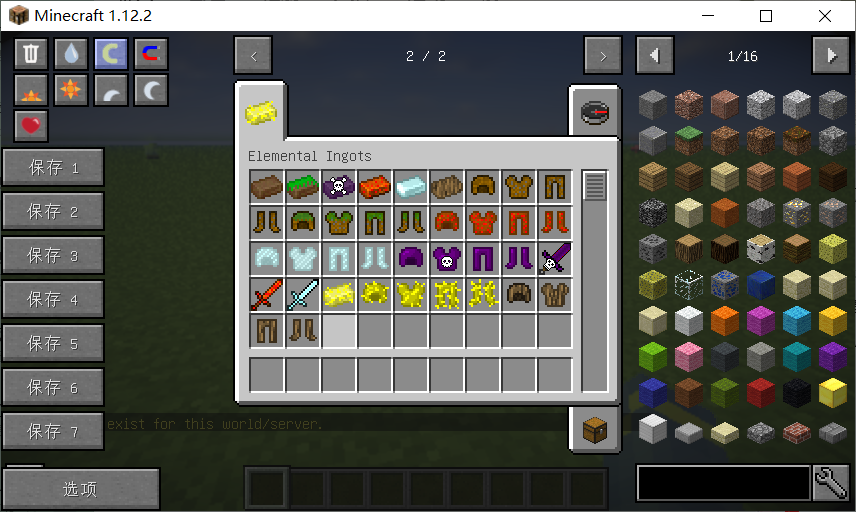 Minecraft 1.12.2
<
2 / 2
>
1/16
Elemental Ingots
保存 1
保存 2
保存 3
保存 4
保存 5
保存 6
保存 7
exist for this world/server.
选项